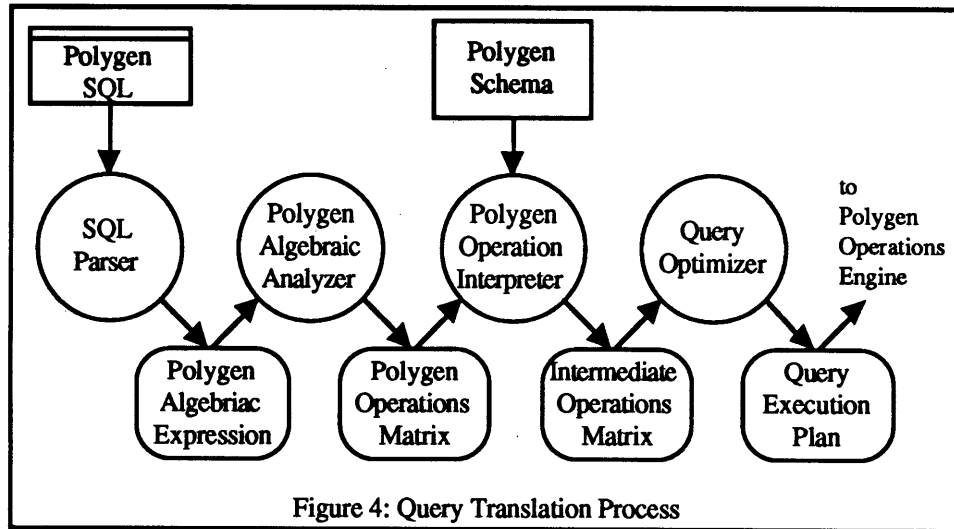 Polygen
SQL
Polygen
Schema
SQL
Parser
Polygen
Algebraic
Analyzer
Polygen
Operation
Interpreter
Query
Optimizer
to
Polygen
Operations
Engine
Polygen
Algebriac
Expression
Polygen
Operations
Matrix
Intermediate
Operations
Matrix
Query
Execution
Plan
Figure 4: Query Translation Process